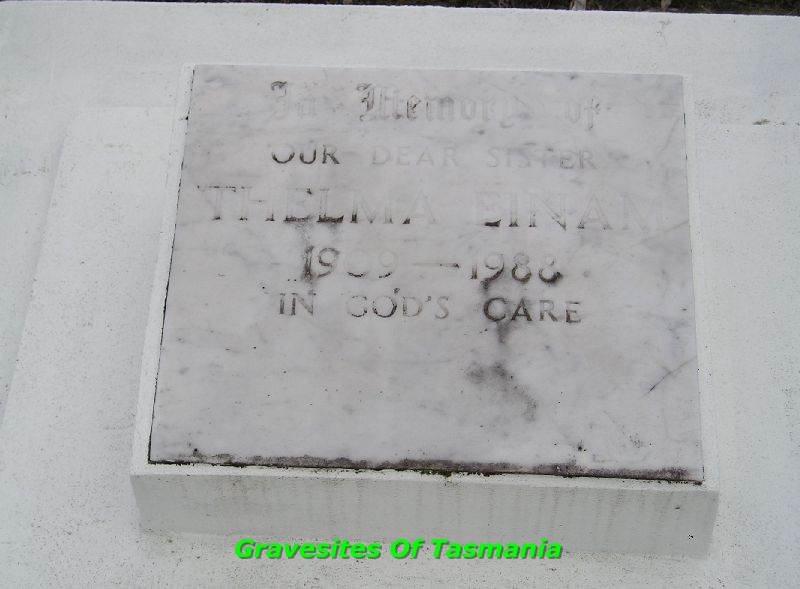 In Memory of
OUR DEAR SISTER
THELMA EINAM
1909 — 1988
IN GOD'S CARE
Gravesites Of Tasmania